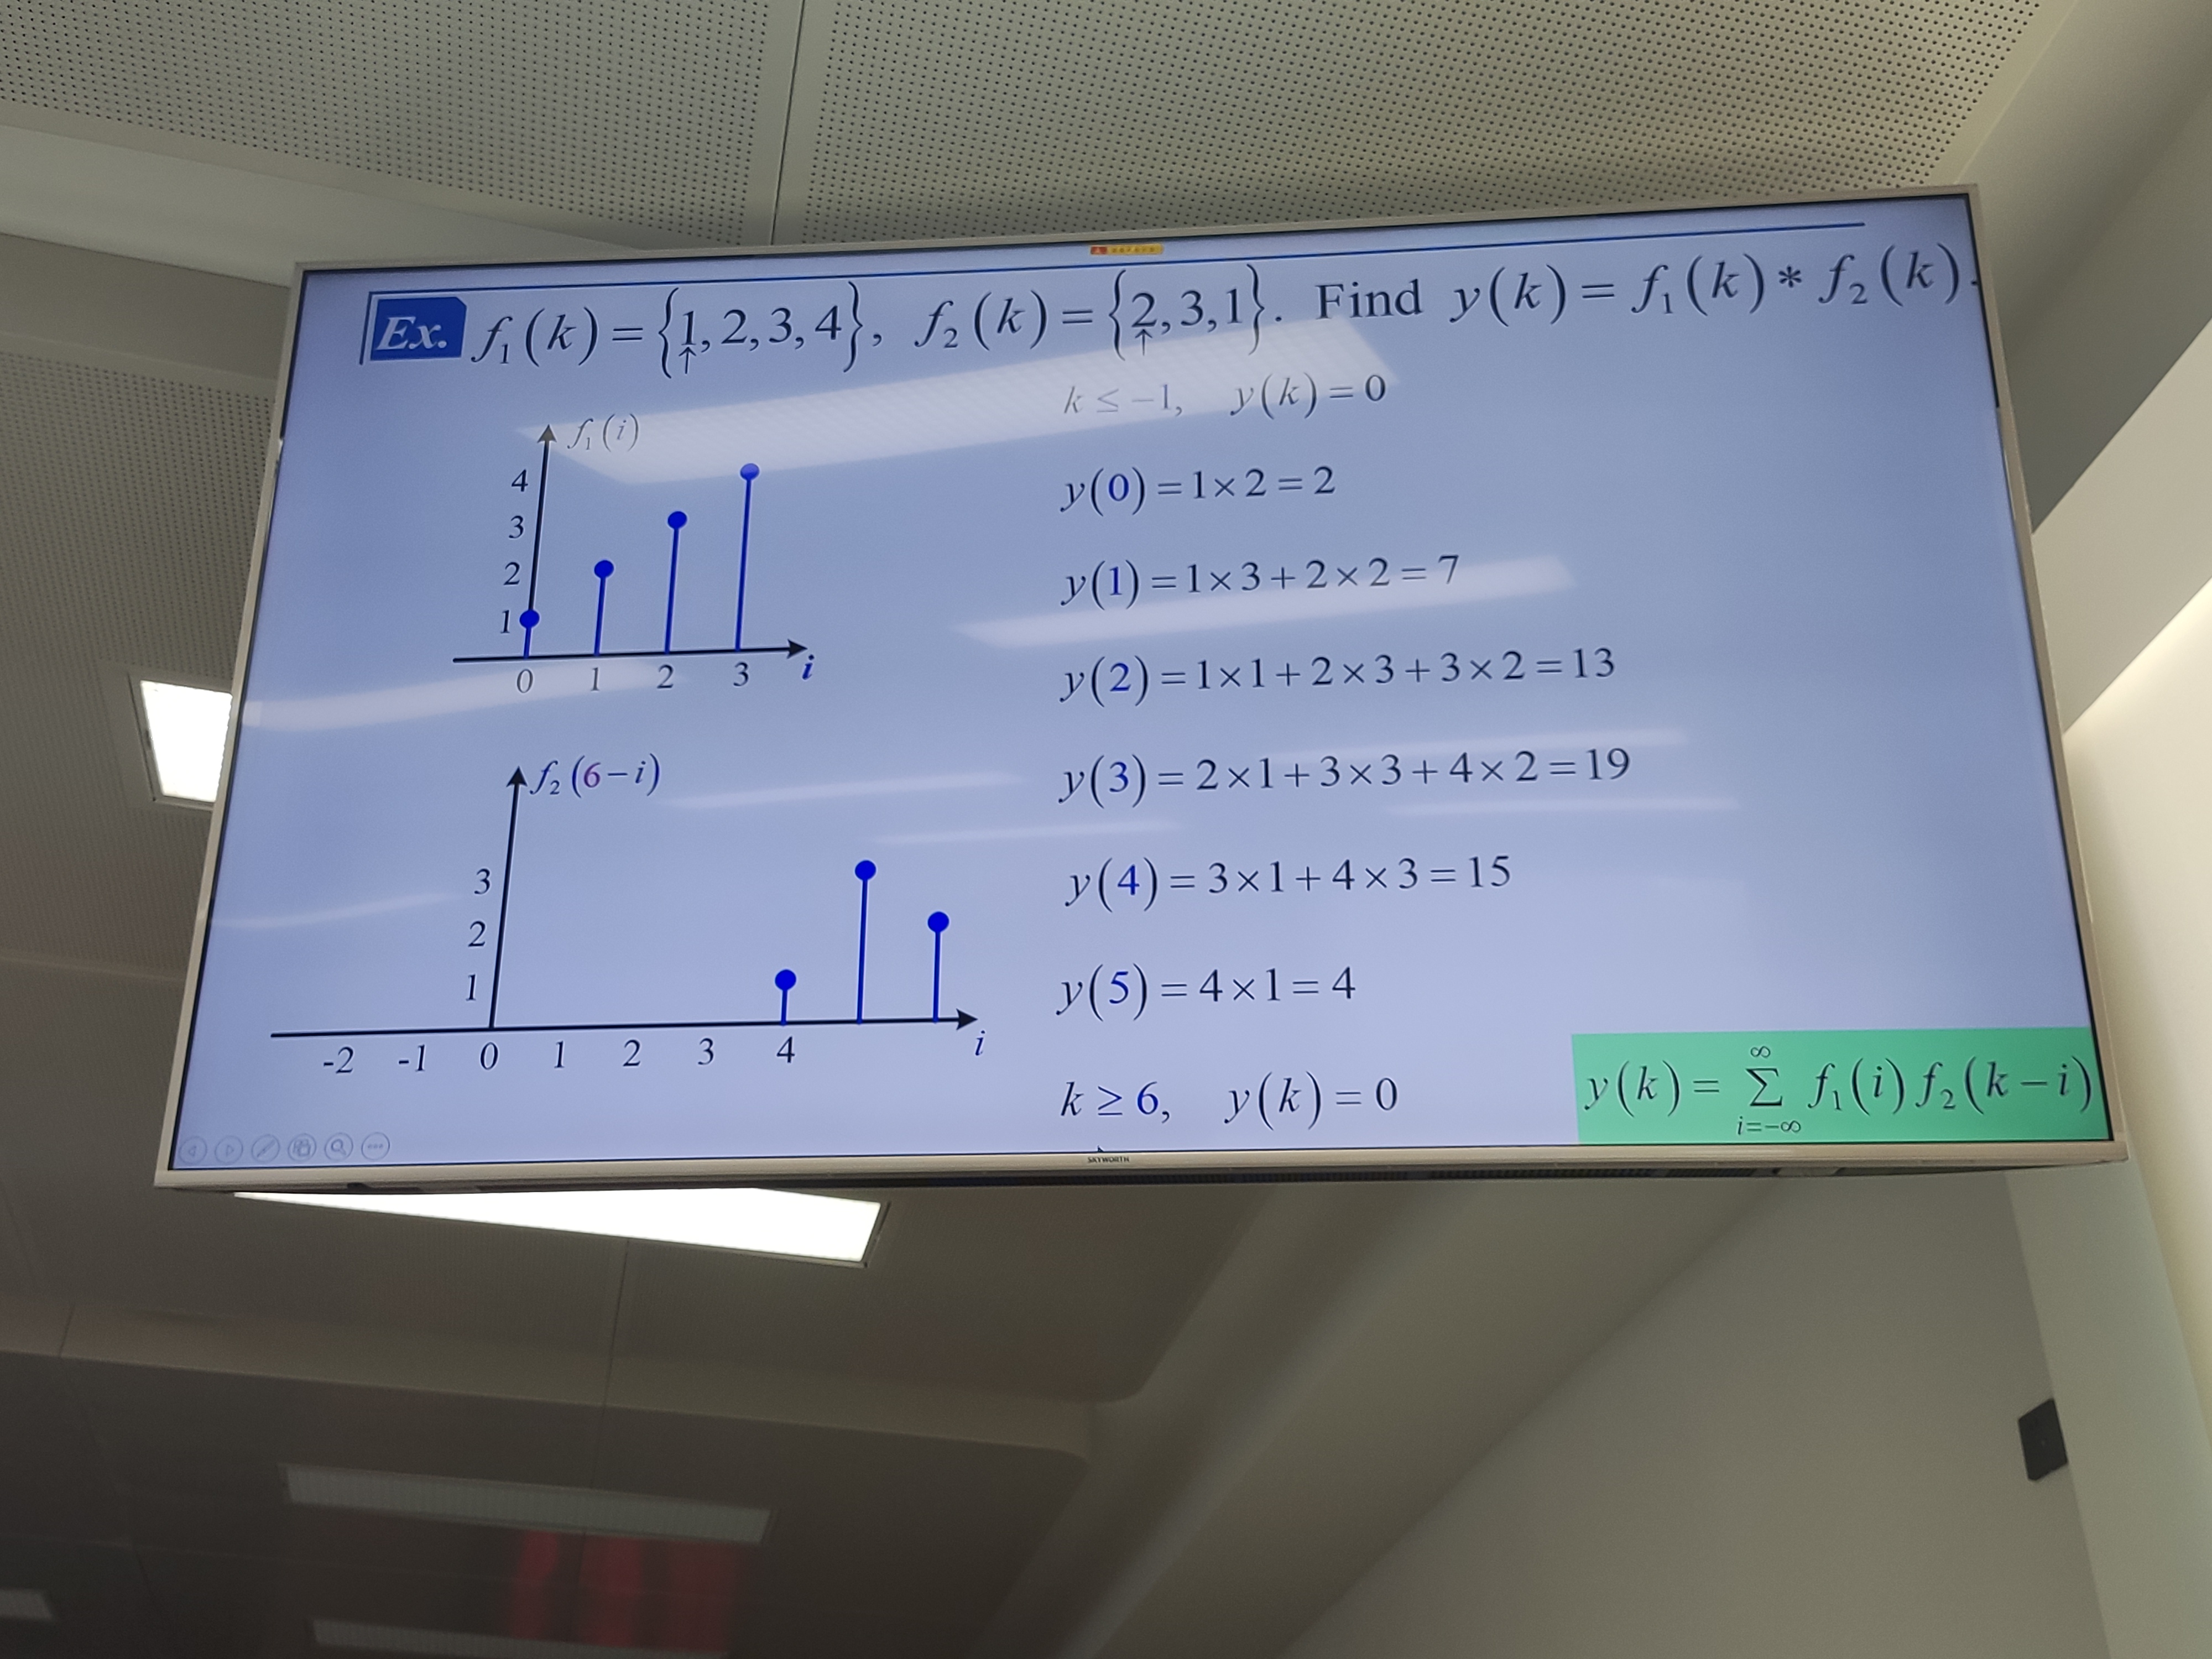 Ex. f₁(k) = {1, 2, 3, 4}, f₂(k) = {2, 3, 1}. Find y(k) = f₁(k) * f₂(k).
↑ ↑
k ≤ −1, y(k) = 0
f₁(i)
4
3
2
1
0 1 2 3 i
y(0) = 1×2 = 2
y(1) = 1×3 + 2×2 = 7
y(2) = 1×1 + 2×3 + 3×2 = 13
y(3) = 2×1 + 3×3 + 4×2 = 19
y(4) = 3×1 + 4×3 = 15
y(5) = 4×1 = 4
k ≥ 6, y(k) = 0
f₂(6−i)
3
2
1
-2 -1 0 1 2 3 4 i
y(k) = ∞ Σ i=−∞ f₁(i) f₂(k−i)
SKYWORTH